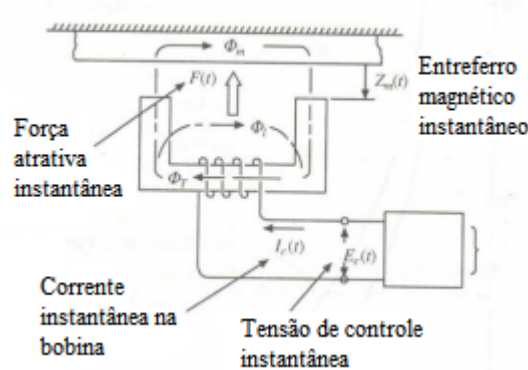 Φm
F(t)
Zm(t)
Entreferro
magnético
instantâneo
Força
atrativa
instantânea
Φl
ΦT
Ic(t)
Ec(t)
Corrente
instantânea na
bobina
Tensão de controle
instantânea